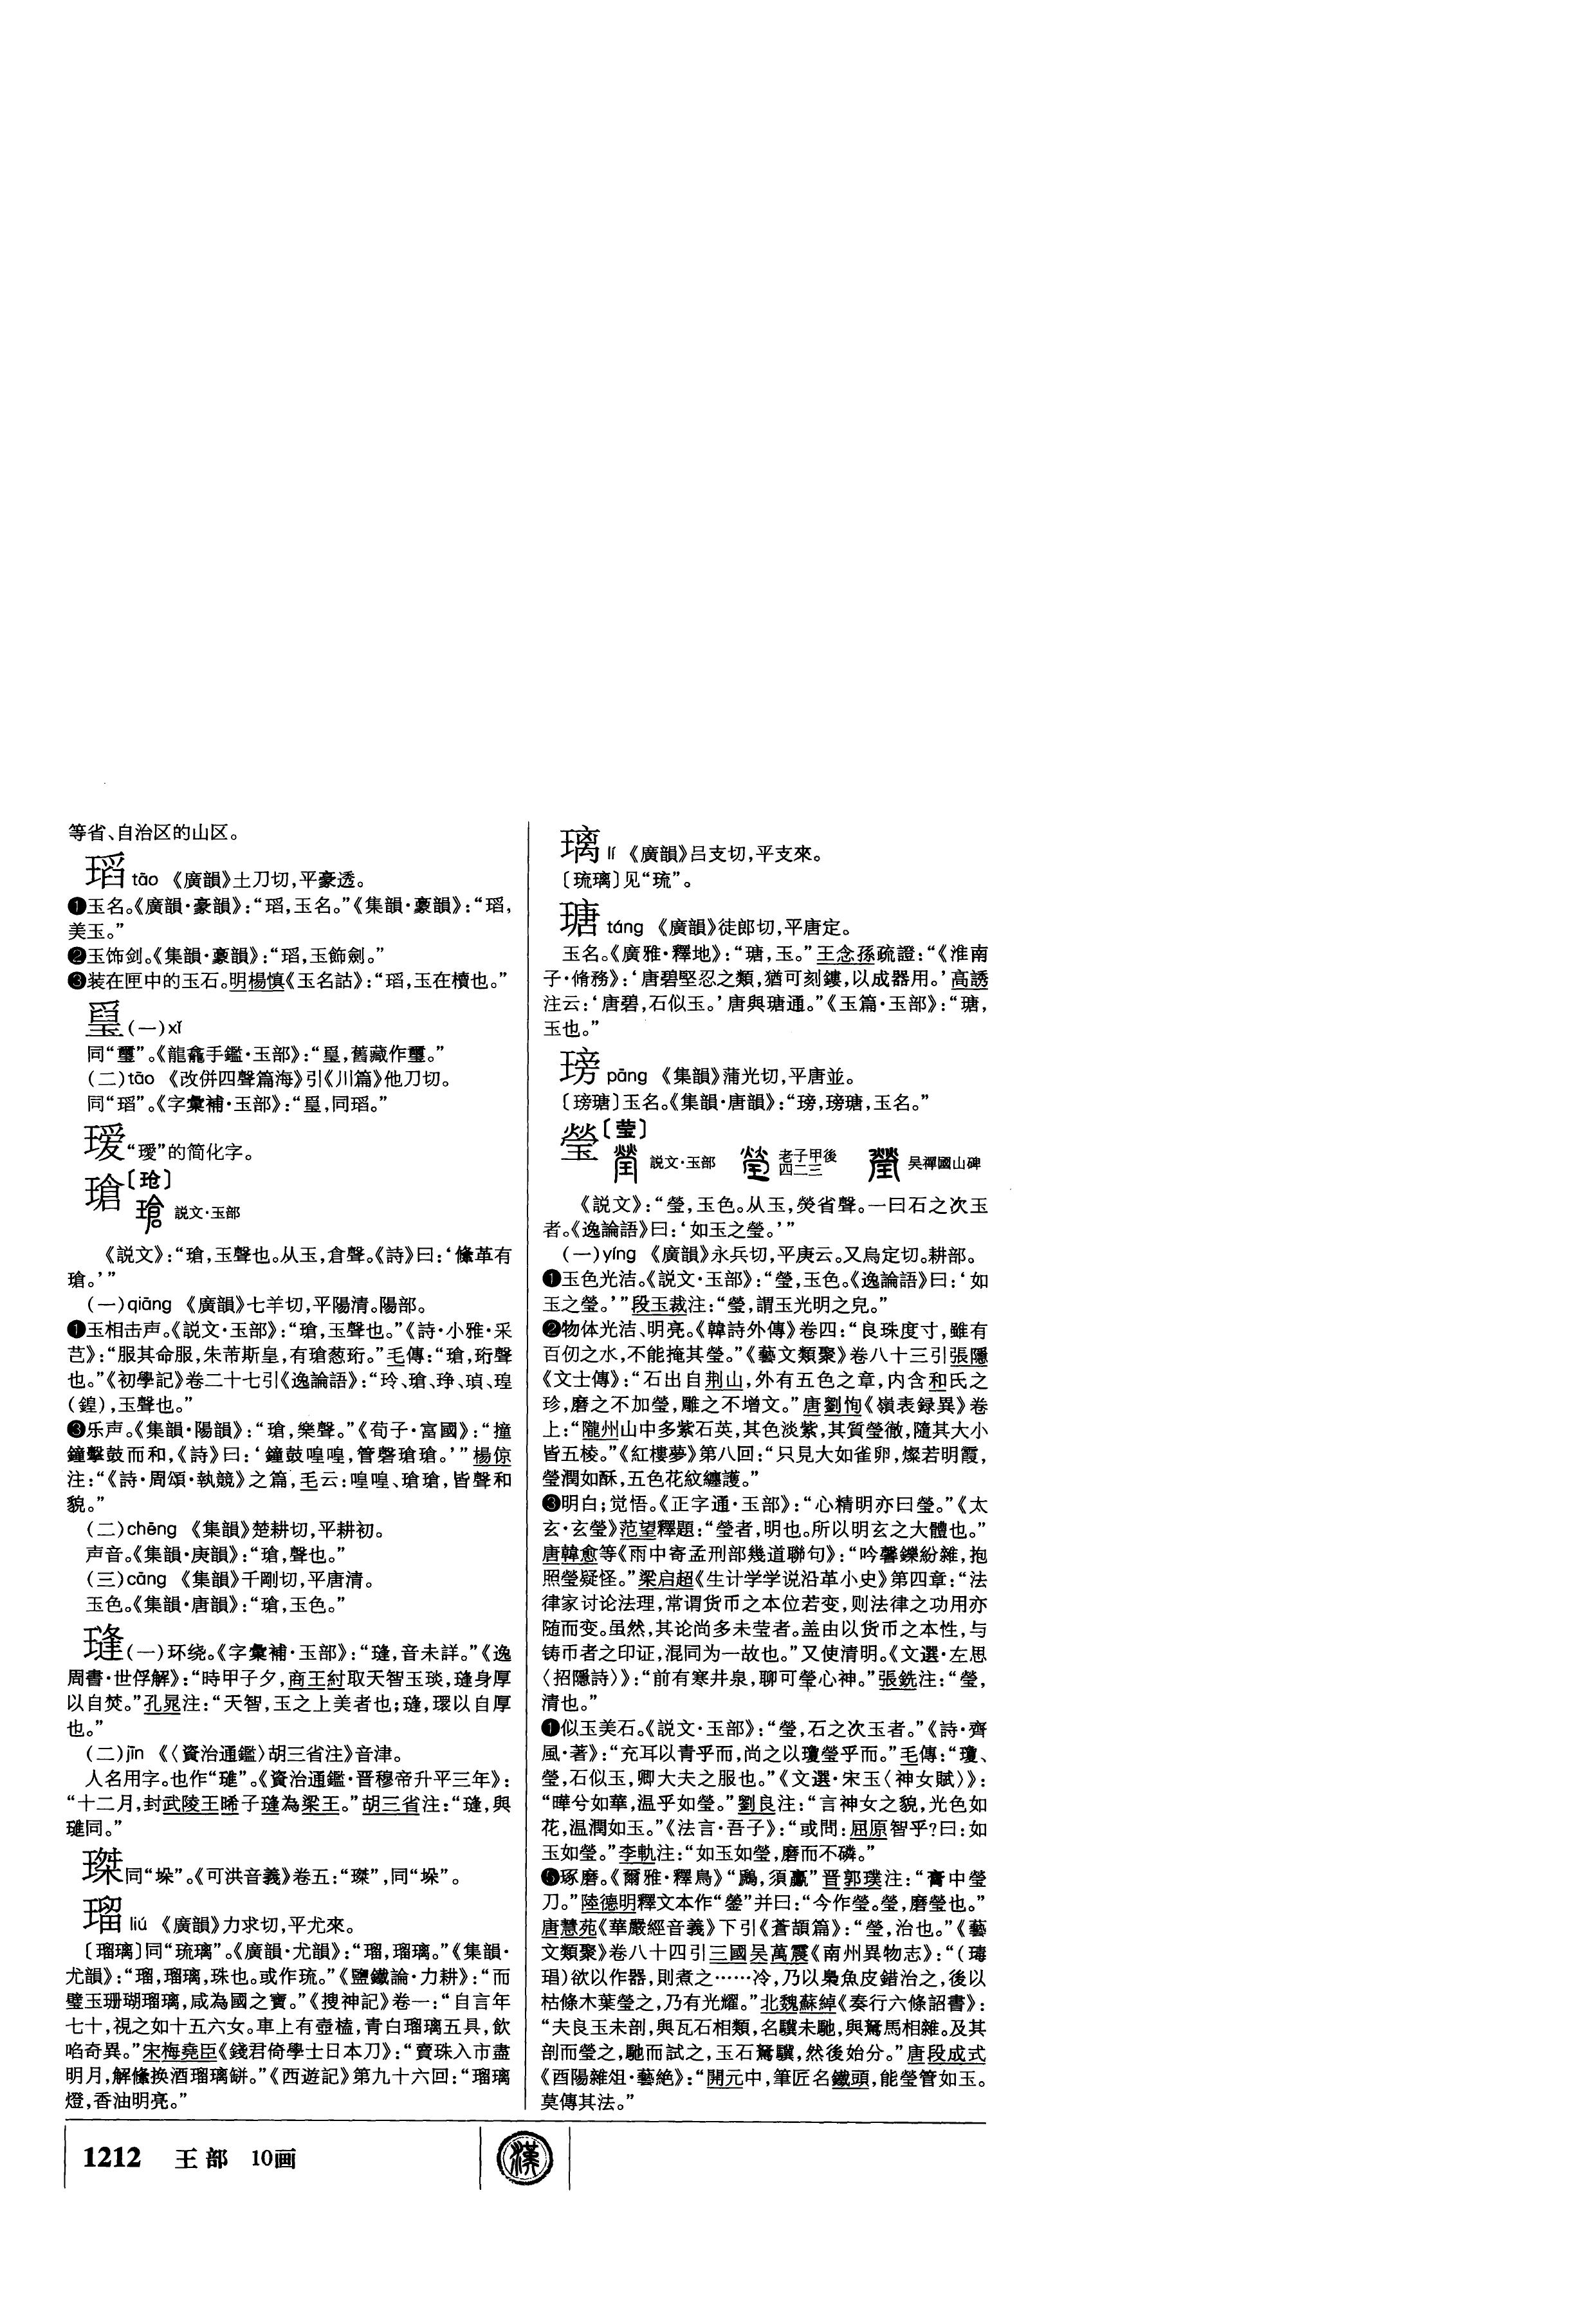 等省、自治区的山区。
瑫 tāo 《廣韻》土刀切,平豪透。
❶玉名。《廣韻·豪韻》:“瑫,玉名。”《集韻·豪韻》:“瑫,
美玉。”
❷玉饰剑。《集韻·豪韻》:“瑫,玉飾劍。”
❸装在匣中的玉石。明楊慎《玉名詁》:“瑫,玉在櫝也。”
(一)xǐ
同“璽”。《龍龕手鑑·玉部》:“,舊藏作璽。”
(二)tāo 《改併四聲篇海》引《川篇》他刀切。
同“瑫”。《字彙補·玉部》:“,同瑫。”
瑷“璦”的简化字。
瑲〔玱〕
説文·玉部
《説文》:“瑲,玉聲也。从玉,倉聲。《詩》曰:‘鞗革有
瑲。’”
(一)qiāng 《廣韻》七羊切,平陽清。陽部。
❶玉相击声。《説文·玉部》:“瑲,玉聲也。”《詩·小雅·采
芑》:“服其命服,朱芾斯皇,有瑲葱珩。”毛傳:“瑲,珩聲
也。”《初學記》卷二十七引《逸論語》:“玲、瑲、琤、瑱、瑝
(鍠),玉聲也。”
❸乐声。《集韻·陽韻》:“瑲,樂聲。”《荀子·富國》:“撞
鐘擊鼓而和,《詩》曰:‘鐘鼓喤喤,管磬瑲瑲。’”楊倞
注:“《詩·周頌·執競》之篇,毛云:喤喤、瑲瑲,皆聲和
貌。”
(二)chēng 《集韻》楚耕切,平耕初。
声音。《集韻·庚韻》:“瑲,聲也。”
(三)cāng 《集韻》千剛切,平唐清。
玉色。《集韻·唐韻》:“瑲,玉色。”
(一)环绕。《字彙補·玉部》:“,音未詳。”《逸
周書·世俘解》:“時甲子夕,商王紂取天智玉琰,身厚
以自焚。”孔晁注:“天智,玉之上美者也;,環以自厚
也。”
(二)jīn 《〈資治通鑑〉胡三省注》音津。
人名用字。也作“璡”。《資治通鑑·晋穆帝升平三年》:
“十二月,封武陵王晞子為梁王。”胡三省注:“,與
璡同。”
同“垛”。《可洪音義》卷五:“”,同“垛”。
瑠 liú 《廣韻》力求切,平尤來。
〔瑠璃〕同“琉璃”。《廣韻·尤韻》:“瑠,瑠璃。”《集韻·
尤韻》:“瑠,瑠璃,珠也。或作琉。”《鹽鐵論·力耕》:“而
璧玉珊瑚瑠璃,咸為國之寶。”《搜神記》卷一:“自言年
七十,視之如十五六女。車上有壺榼,青白瑠璃五具,飲
啗奇異。”宋梅堯臣《錢君倚學士日本刀》:“賣珠入市盡
明月,解絛换酒瑠璃缾。”《西遊記》第九十六回:“瑠璃
燈,香油明亮。”
璃 lí 《廣韻》吕支切,平支來。
〔琉璃〕见“琉”。
瑭 táng 《廣韻》徒郎切,平唐定。
玉名。《廣雅·釋地》:“瑭,玉。”王念孫疏證:“《淮南
子·脩務》:‘唐碧堅忍之類,猶可刻鏤,以成器用。’高誘
注云:‘唐碧,石似玉。’唐與瑭通。”《玉篇·玉部》:“瑭,
玉也。”
㻏 pāng 《集韻》蒲光切,平唐並。
〔㻏瑭〕玉名。《集韻·唐韻》:“㻏,㻏瑭,玉名。”
瑩〔莹〕
説文·玉部 老子甲後四二三 吴禪國山碑
《説文》:“瑩,玉色。从玉,熒省聲。一曰石之次玉
者。《逸論語》曰:‘如玉之瑩。’”
(一)yíng 《廣韻》永兵切,平庚云。又烏定切。耕部。
❶玉色光洁。《説文·玉部》:“瑩,玉色。《逸論語》曰:‘如
玉之瑩。’”段玉裁注:“瑩,謂玉光明之皃。”
❷物体光洁、明亮。《韓詩外傳》卷四:“良珠度寸,雖有
百仞之水,不能掩其瑩。”《藝文類聚》卷八十三引張隱
《文士傳》:“石出自荆山,外有五色之章,内含和氏之
珍,磨之不加瑩,雕之不增文。”唐劉恂《嶺表録異》卷
上:“隴州山中多紫石英,其色淡紫,其質瑩徹,隨其大小
皆五棱。”《紅樓夢》第八回:“只見大如雀卵,燦若明霞,
瑩潤如酥,五色花紋纏護。”
❸明白;觉悟。《正字通·玉部》:“心精明亦曰瑩。”《太
玄·玄瑩》范望釋題:“瑩者,明也。所以明玄之大體也。”
唐韓愈等《雨中寄孟刑部幾道聯句》:“吟馨鑠紛雜,抱
照瑩疑怪。”梁启超《生计学学说沿革小史》第四章:“法
律家讨论法理,常谓货币之本位若变,则法律之功用亦
随而变。虽然,其论尚多未莹者。盖由以货币之本性,与
铸币者之印证,混同为一故也。”又使清明。《文選·左思
〈招隱詩〉》:“前有寒井泉,聊可瑩心神。”張銑注:“瑩,
清也。”
❶似玉美石。《説文·玉部》:“瑩,石之次玉者。”《詩·齊
風·著》:“充耳以青乎而,尚之以瓊瑩乎而。”毛傳:“瓊、
瑩,石似玉,卿大夫之服也。”《文選·宋玉〈神女賦〉》:
“曄兮如華,温乎如瑩。”劉良注:“言神女之貌,光色如
花,温潤如玉。”《法言·吾子》:“或問:屈原智乎?曰:如
玉如瑩。”李軌注:“如玉如瑩,磨而不磷。”
❺琢磨。《爾雅·釋鳥》“鷉,須鸁”晋郭璞注:“膏中瑩
刀。”陸德明釋文本作“鎣”并曰:“今作瑩。瑩,磨瑩也。”
唐慧苑《華嚴經音義》下引《蒼頡篇》:“瑩,治也。”《藝
文類聚》卷八十四引三國吴萬震《南州異物志》:“(瑇
琩)欲以作器,則煮之……冷,乃以梟魚皮錯治之,後以
枯條木葉瑩之,乃有光耀。”北魏蘇綽《奏行六條詔書》:
“夫良玉未剖,與瓦石相類,名驥未馳,與駑馬相雜。及其
剖而瑩之,馳而試之,玉石駑驥,然後始分。”唐段成式
《酉陽雜俎·藝絶》:“開元中,筆匠名鐵頭,能瑩管如玉。
莫傳其法。”
1212 王部 10画
漢